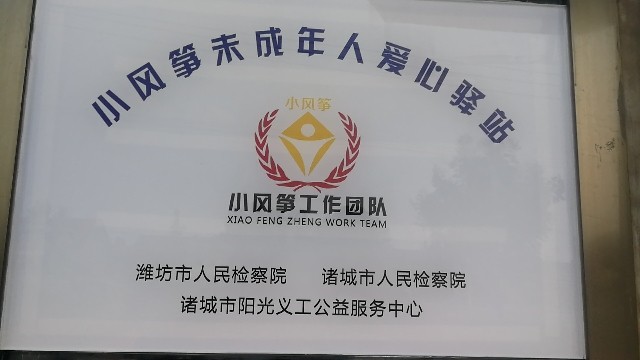 小风筝未成年人爱心驿站
小风筝
小风筝工作团队
XIAO FENG ZHENG WORK TEAM
潍坊市人民检察院 诸城市人民检察院
诸城市阳光义工公益服务中心